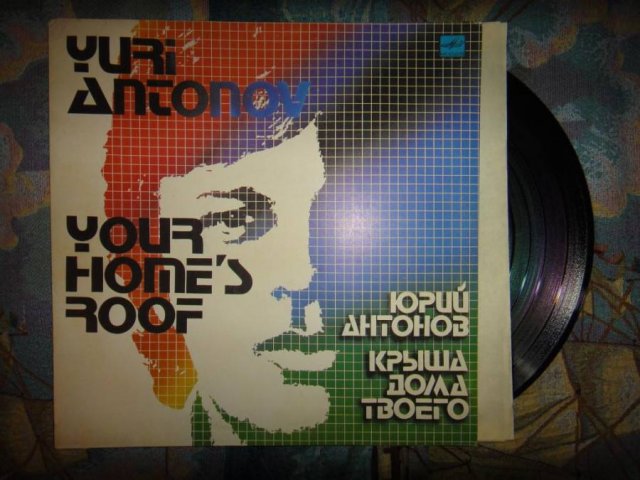 YURI
ANTONOV
YOUR
HOME'S
ROOF
ЮРИЙ
АНТОНОВ
КРЫША
ДОМА
ТВОЕГО